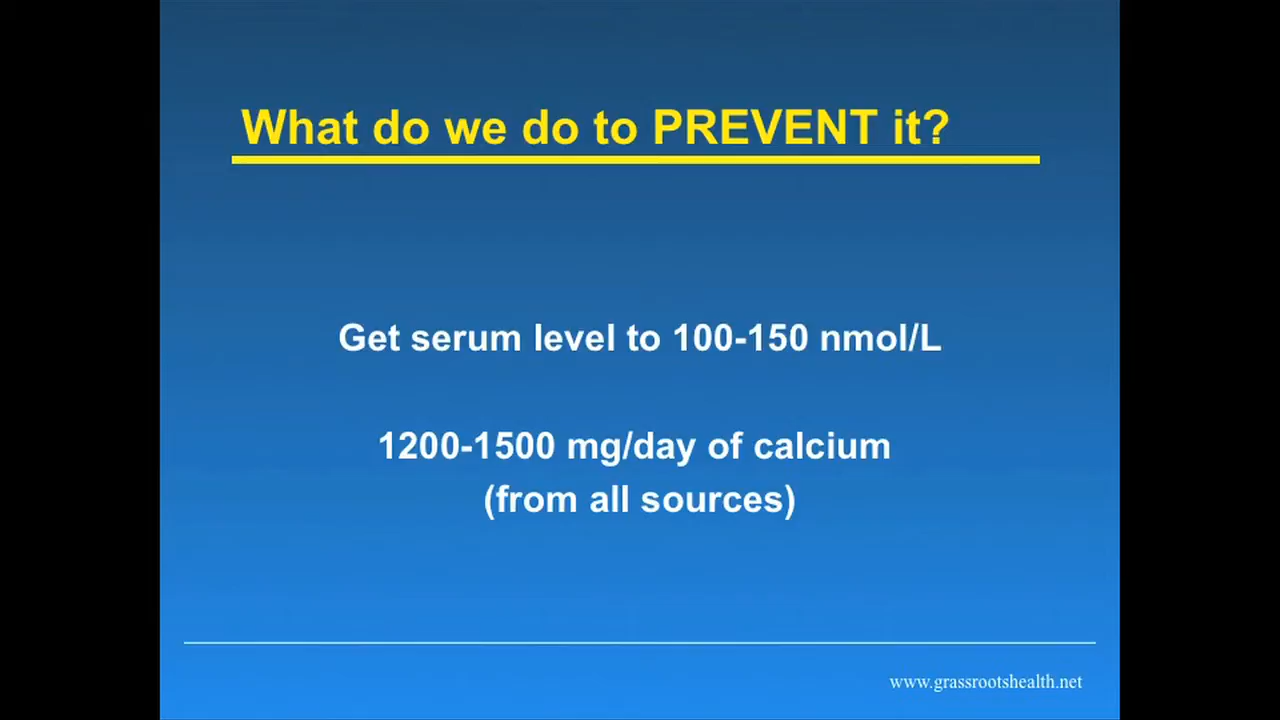 What do we do to PREVENT it?
Get serum level to 100-150 nmol/L
1200-1500 mg/day of calcium
(from all sources)
www.grassrootshealth.net